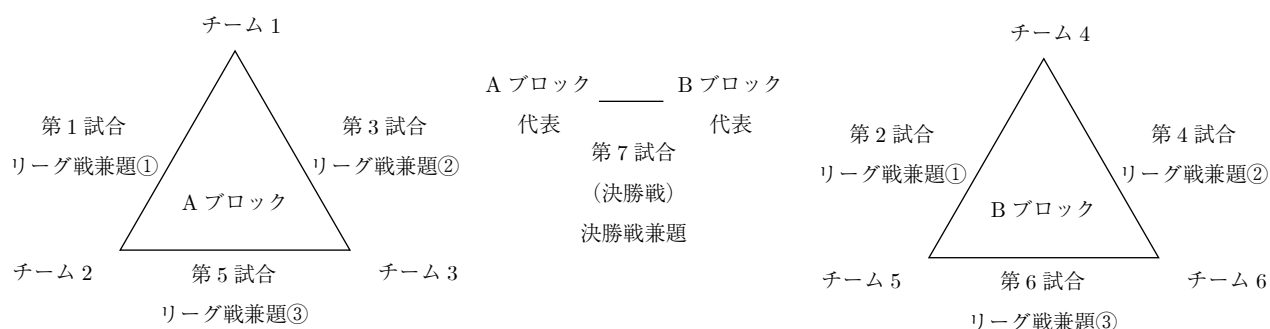 チーム 1
第 1 試合
リーグ戦兼題①
第 3 試合
リーグ戦兼題②
A ブロック
チーム 2
第 5 試合
リーグ戦兼題③
チーム 3
A ブロック
代表
B ブロック
代表
第 7 試合
（決勝戦）
決勝戦兼題
チーム 4
第 2 試合
リーグ戦兼題①
第 4 試合
リーグ戦兼題②
B ブロック
チーム 5
第 6 試合
リーグ戦兼題③
チーム 6